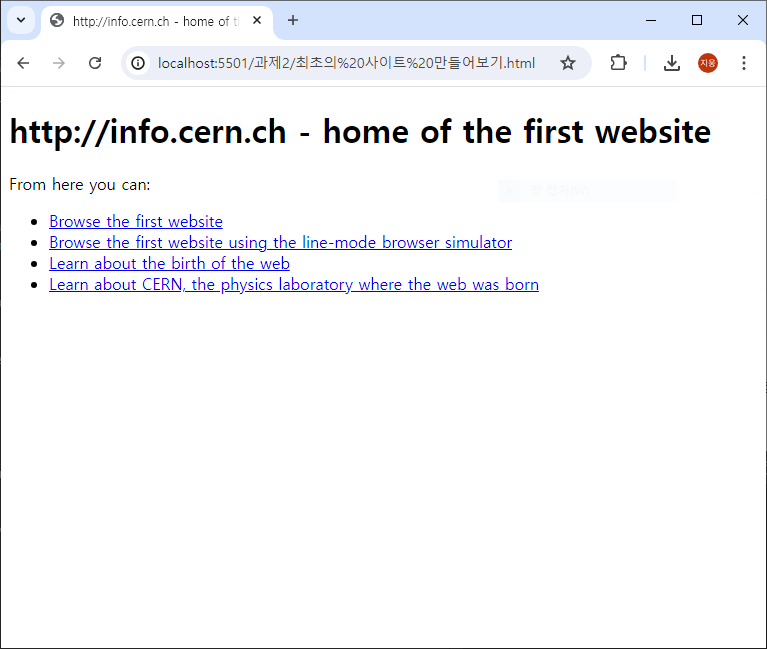 http://info.cern.ch - home of t
localhost:5501/과제2/최초의%20사이트%20만들어보기.html
지웅
http://info.cern.ch - home of the first website
From here you can:
Browse the first website
Browse the first website using the line-mode browser simulator
Learn about the birth of the web
Learn about CERN, the physics laboratory where the web was born